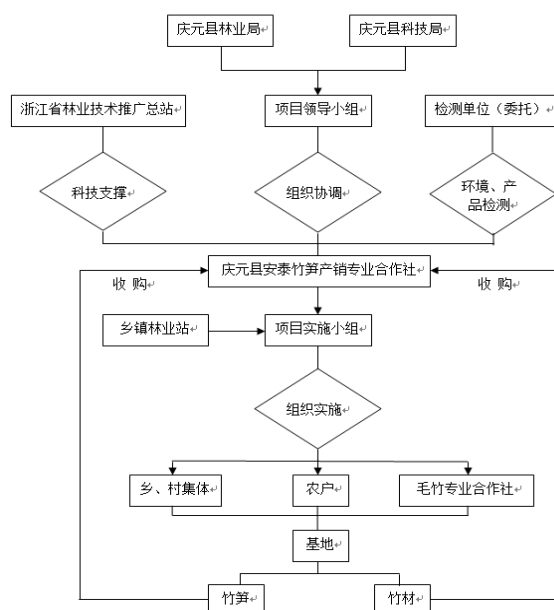 庆元县林业局
庆元县科技局
浙江省林业技术推广总站
项目领导小组
检测单位（委托）
科技支撑
组织协调
环境、产
品检测
庆元县安泰竹笋产销专业合作社
收 购
收 购
乡镇林业站
项目实施小组
组织实施
乡、村集体
农户
毛竹专业合作社
基地
竹笋
竹材